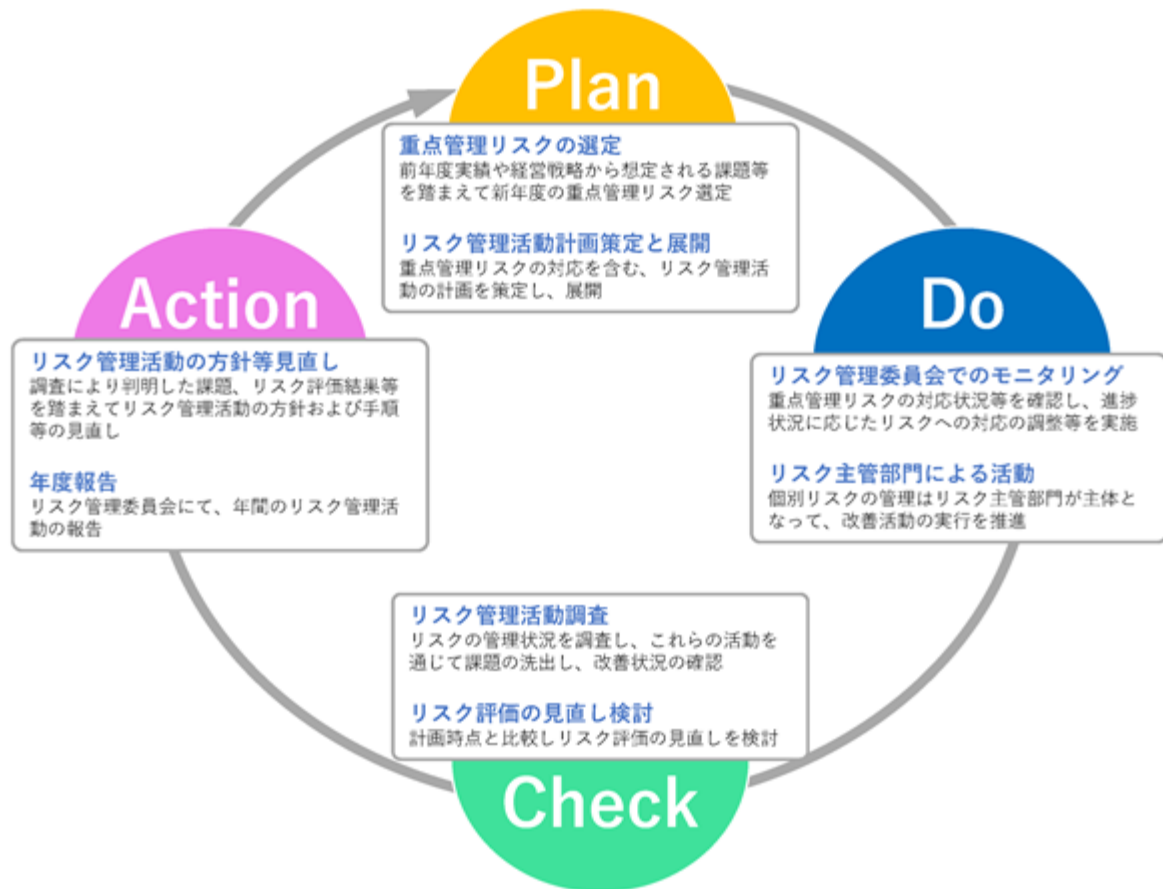 Plan
重点管理リスクの選定
前年度実績や経営戦略から想定される課題等
を踏まえて新年度の重点管理リスク選定
リスク管理活動計画策定と展開
重点管理リスクの対応を含む、リスク管理活
動の計画を策定し、展開
Do
リスク管理委員会でのモニタリング
重点管理リスクの対応状況等を確認し、進捗
状況に応じたリスクへの対応の調整等を実施
リスク主管部門による活動
個別リスクの管理はリスク主管部門が主体と
なって、改善活動の実行を推進
リスク管理活動調査
リスクの管理状況を調査し、これらの活動を
通じて課題の洗出し、改善状況の確認
リスク評価の見直し検討
計画時点と比較しリスク評価の見直しを検討
Check
Action
リスク管理活動の方針等見直し
調査により判明した課題、リスク評価結果等
を踏まえてリスク管理活動の方針および手順
等の見直し
年度報告
リスク管理委員会にて、年間のリスク管理活
動の報告